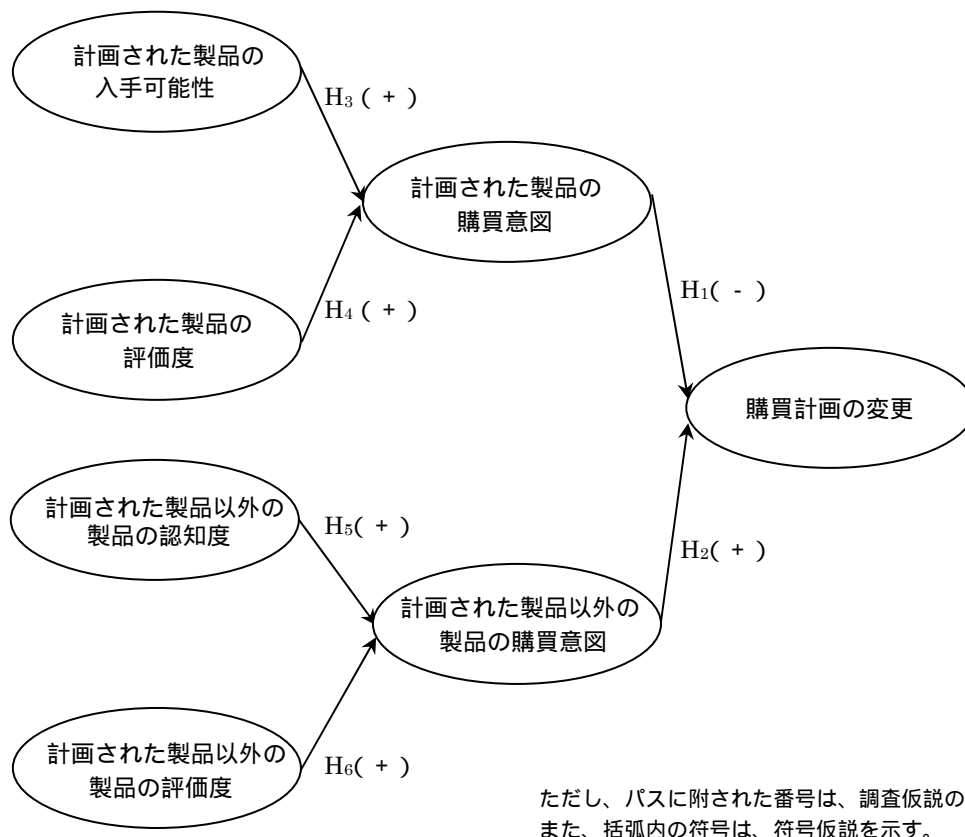 計画された製品の
入手可能性
H₃ ( + )
計画された製品の
購買意図
H₁( - )
計画された製品の
評価度
H₄ ( + )
購買計画の変更
計画された製品以外の
製品の認知度
H₅( + )
H₂( + )
計画された製品以外の
製品の購買意図
計画された製品以外の
製品の評価度
H₆( + )
ただし、パスに附された番号は、調査仮説の
また、括弧内の符号は、符号仮説を示す。